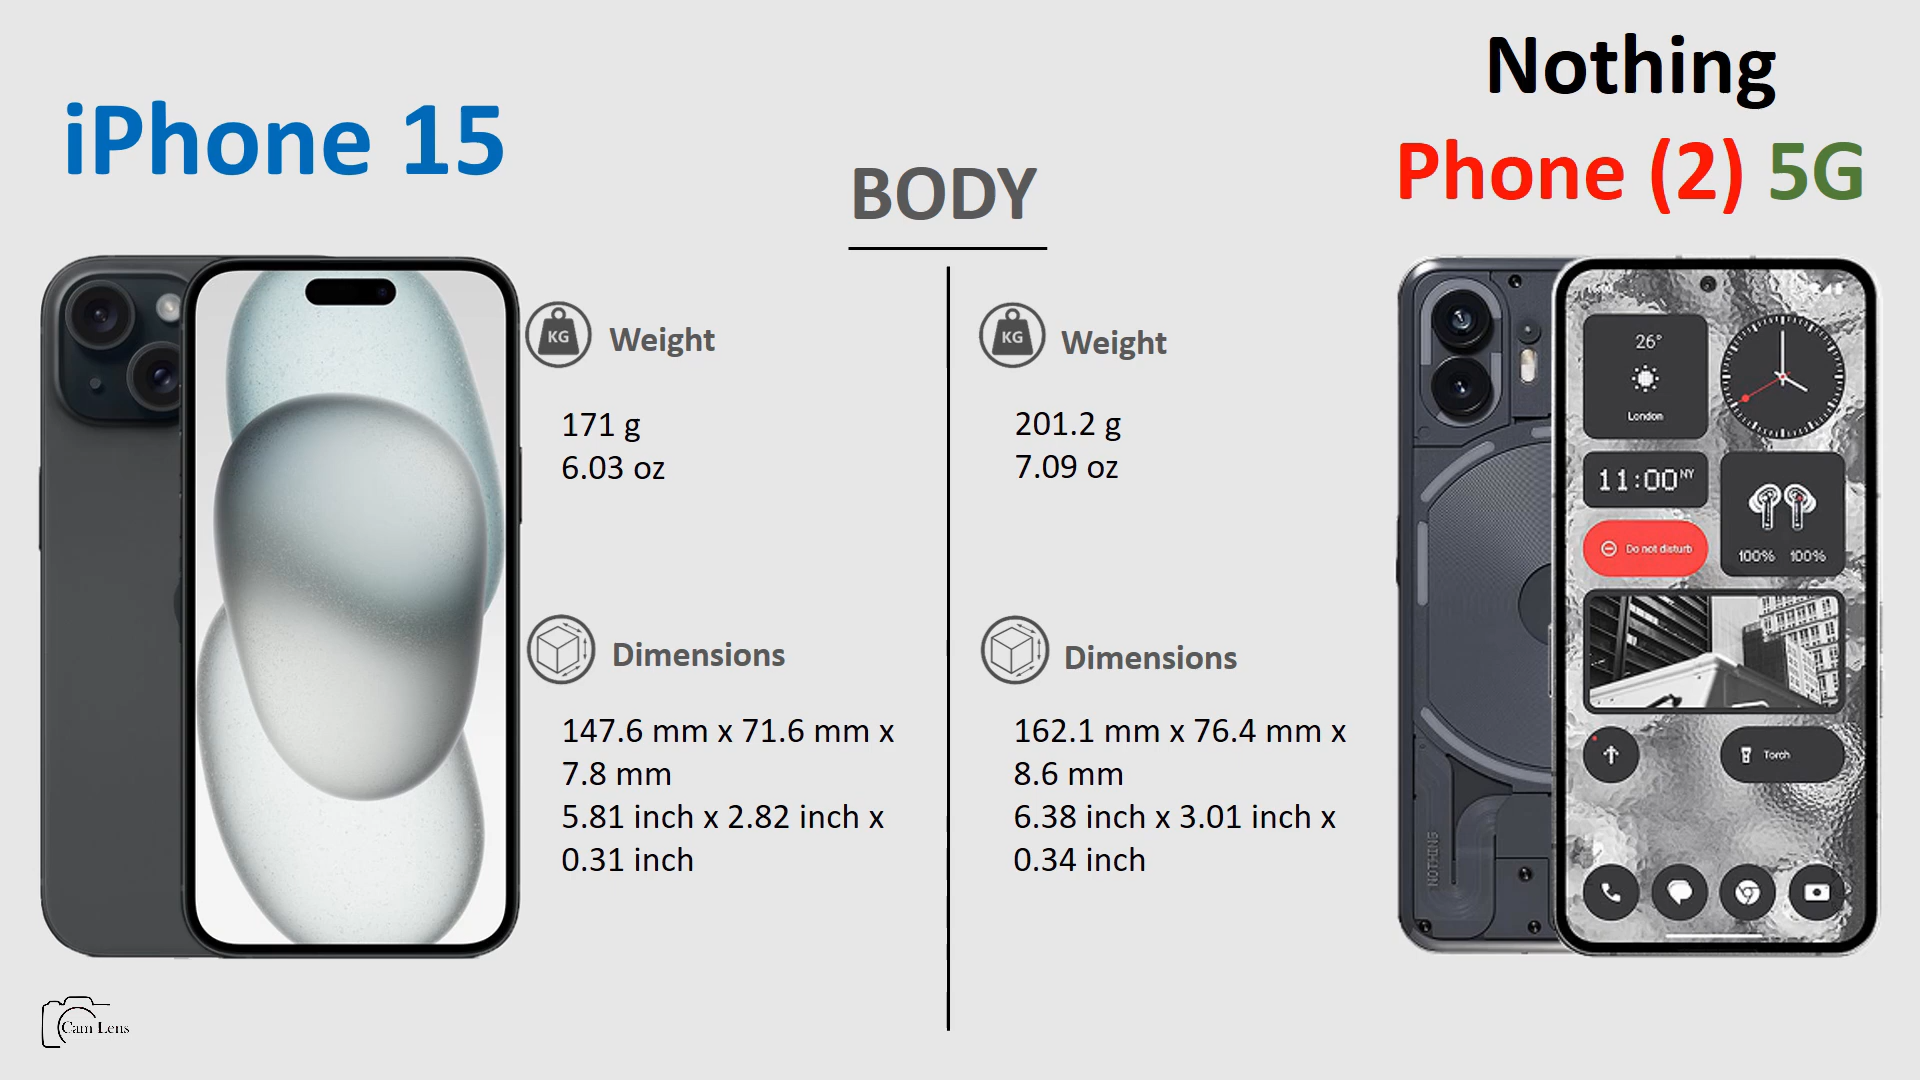 iPhone 15
Nothing
Phone (2) 5G
BODY
KG
Weight
171 g
6.03 oz
Dimensions
147.6 mm x 71.6 mm x
7.8 mm
5.81 inch x 2.82 inch x
0.31 inch
KG
Weight
201.2 g
7.09 oz
Dimensions
162.1 mm x 76.4 mm x
8.6 mm
6.38 inch x 3.01 inch x
0.34 inch
NOTHING
26°
London
11:00 NY
Do not disturb
100% 100%
Torch
Cam Lens